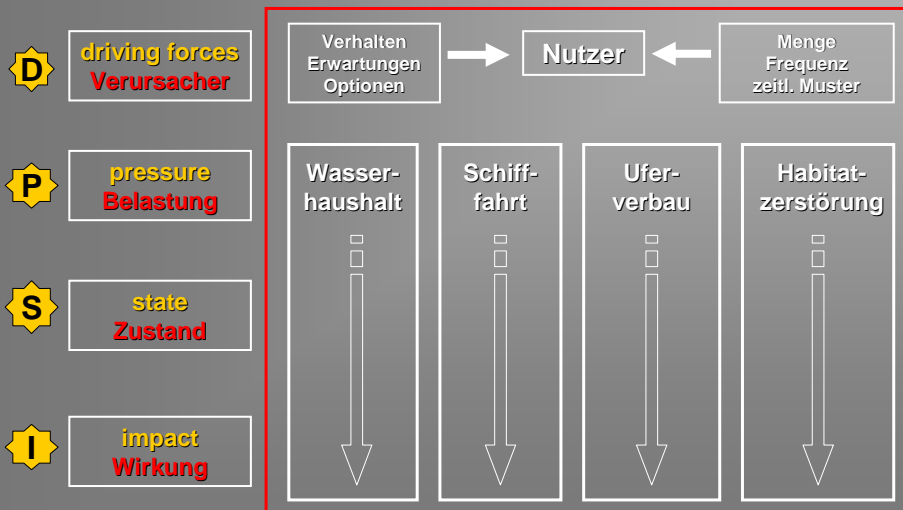 D
driving forces
Verursacher
Verhalten
Erwartungen
Optionen
Nutzer
Menge
Frequenz
zeitl. Muster
P
pressure
Belastung
Wasser-
haushalt
Schiff-
fahrt
Ufer-
verbau
Habitat-
zerstörung
S
state
Zustand
I
impact
Wirkung